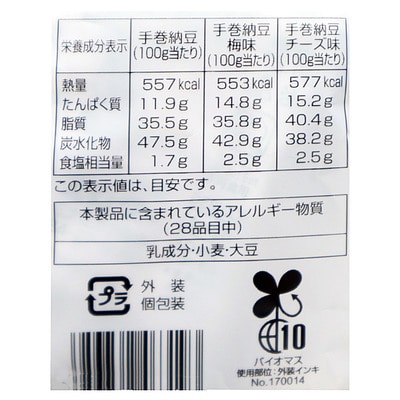 栄養成分表示 手巻納豆 (100g当たり) 手巻納豆 梅味 (100g当たり) 手巻納豆 チーズ味 (100g当たり)
熱量 557kcal 553kcal 577kcal
たんぱく質 11.9g 14.8g 15.2g
脂質 35.5g 35.8g 40.4g
炭水化物 47.5g 42.9g 38.2g
食塩相当量 1.7g 2.5g 2.5g
この表示値は、目安です。
本製品に含まれているアレルギー物質
(28品目中)
乳成分・小麦・大豆
プラ
外装
個包装
10
バイオマス
使用部位:外装インキ
No.170014